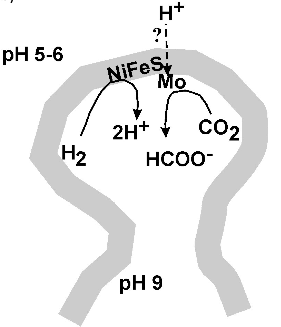 H⁺
?
pH 5-6
NiFeS
Mo
H₂
2H⁺
CO₂
HCOO⁻
pH 9